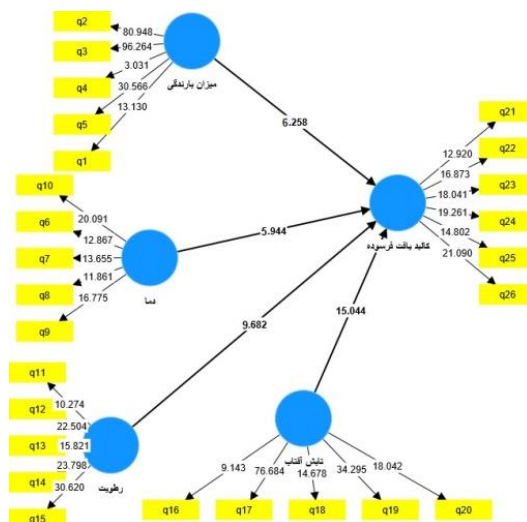 q2
q3
q4
q5
q1
80.948
96.264
3.031
30.566
13.130
میزان بارندگی
6.258
q10
q6
q7
q8
q9
20.091
12.867
13.655
11.861
16.775
دما
5.944
q11
q12
q13
q14
q15
10.274
22.504
15.821
23.798
30.620
رطوبت
9.682
تابش آفتاب
15.044
9.143
76.684
14.678
34.295
18.042
q16
q17
q18
q19
q20
کالبد بافت فرسوده
12.920
16.873
18.041
19.261
14.802
21.090
q21
q22
q23
q24
q25
q26